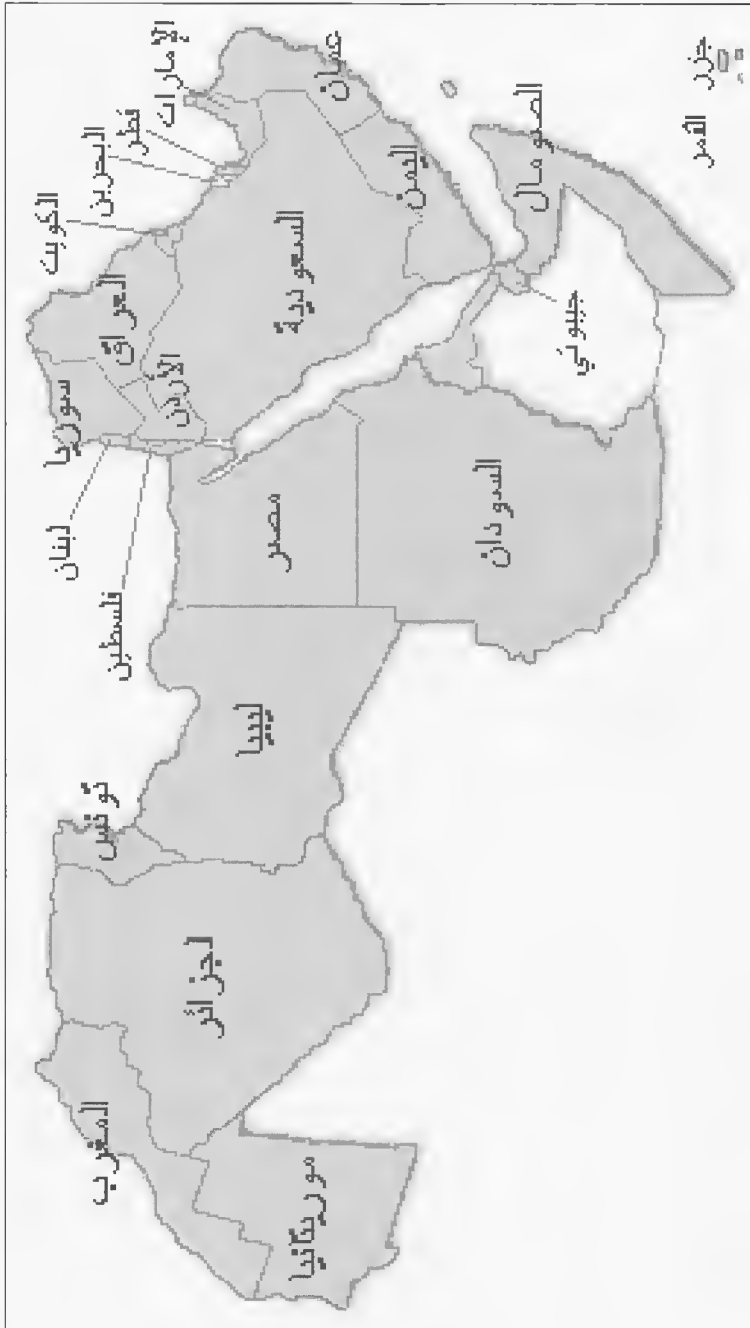 سوريا
لبنان
فلسطين
العراق
الأردن
الكويت
البحرين
قطر
الإمارات
عمان
السعودية
اليمن
المغرب
الجزائر
تونس
ليبيا
مصر
موريتانيا
السودان
جيبوتي
الصومال
جزر
القمر